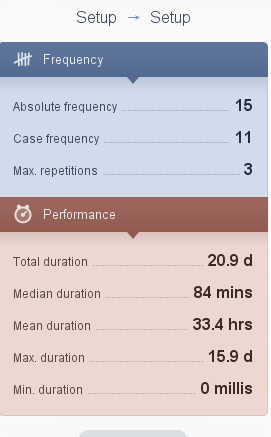 Setup → Setup
Frequency
Absolute frequency 15
Case frequency 11
Max. repetitions 3
Performance
Total duration 20.9 d
Median duration 84 mins
Mean duration 33.4 hrs
Max. duration 15.9 d
Min. duration 0 millis